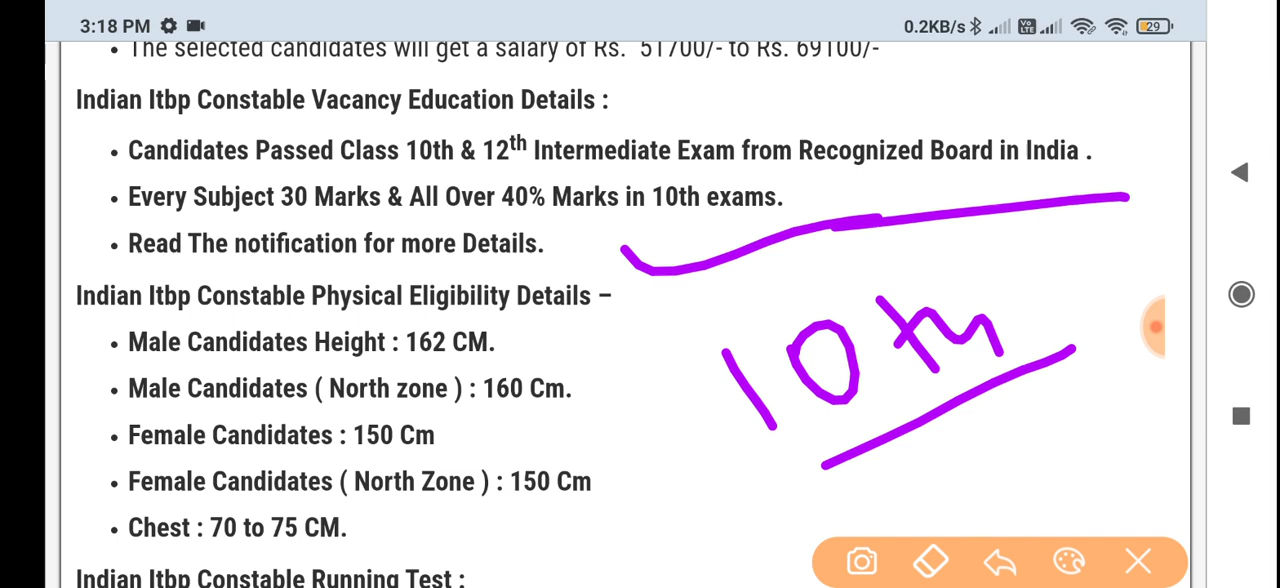 3:18 PM 0.2KB/s Vo LTE 29
• The selected candidates will get a salary of Rs. 51700/- to Rs. 69100/-
Indian Itbp Constable Vacancy Education Details :
• Candidates Passed Class 10th & 12th Intermediate Exam from Recognized Board in India .
• Every Subject 30 Marks & All Over 40% Marks in 10th exams.
• Read The notification for more Details.
Indian Itbp Constable Physical Eligibility Details –
• Male Candidates Height : 162 CM.
10th
• Male Candidates ( North zone ) : 160 Cm.
• Female Candidates : 150 Cm
• Female Candidates ( North Zone ) : 150 Cm
• Chest : 70 to 75 CM.
Indian Itbp Constable Running Test :